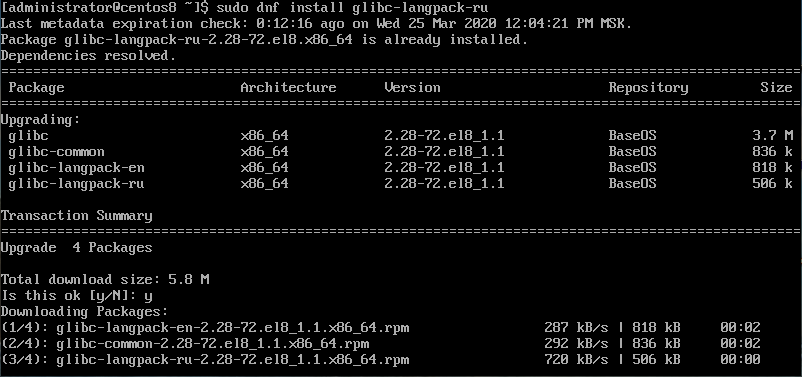 [administrator@centos8 ~]$ sudo dnf install glibc-langpack-ru
Last metadata expiration check: 0:12:16 ago on Wed 25 Mar 2020 12:04:21 PM MSK.
Package glibc-langpack-ru-2.28-72.el8.x86_64 is already installed.
Dependencies resolved.
================================================================================
Package Architecture Version Repository Size
================================================================================
Upgrading:
glibc x86_64 2.28-72.el8_1.1 BaseOS 3.7 M
glibc-common x86_64 2.28-72.el8_1.1 BaseOS 836 k
glibc-langpack-en x86_64 2.28-72.el8_1.1 BaseOS 818 k
glibc-langpack-ru x86_64 2.28-72.el8_1.1 BaseOS 506 k
Transaction Summary
================================================================================
Upgrade 4 Packages
Total download size: 5.8 M
Is this ok [y/N]: y
Downloading Packages:
(1/4): glibc-langpack-en-2.28-72.el8_1.1.x86_64.rpm 287 kB/s | 818 kB 00:02
(2/4): glibc-common-2.28-72.el8_1.1.x86_64.rpm 292 kB/s | 836 kB 00:02
(3/4): glibc-langpack-ru-2.28-72.el8_1.1.x86_64.rpm 720 kB/s | 506 kB 00:00